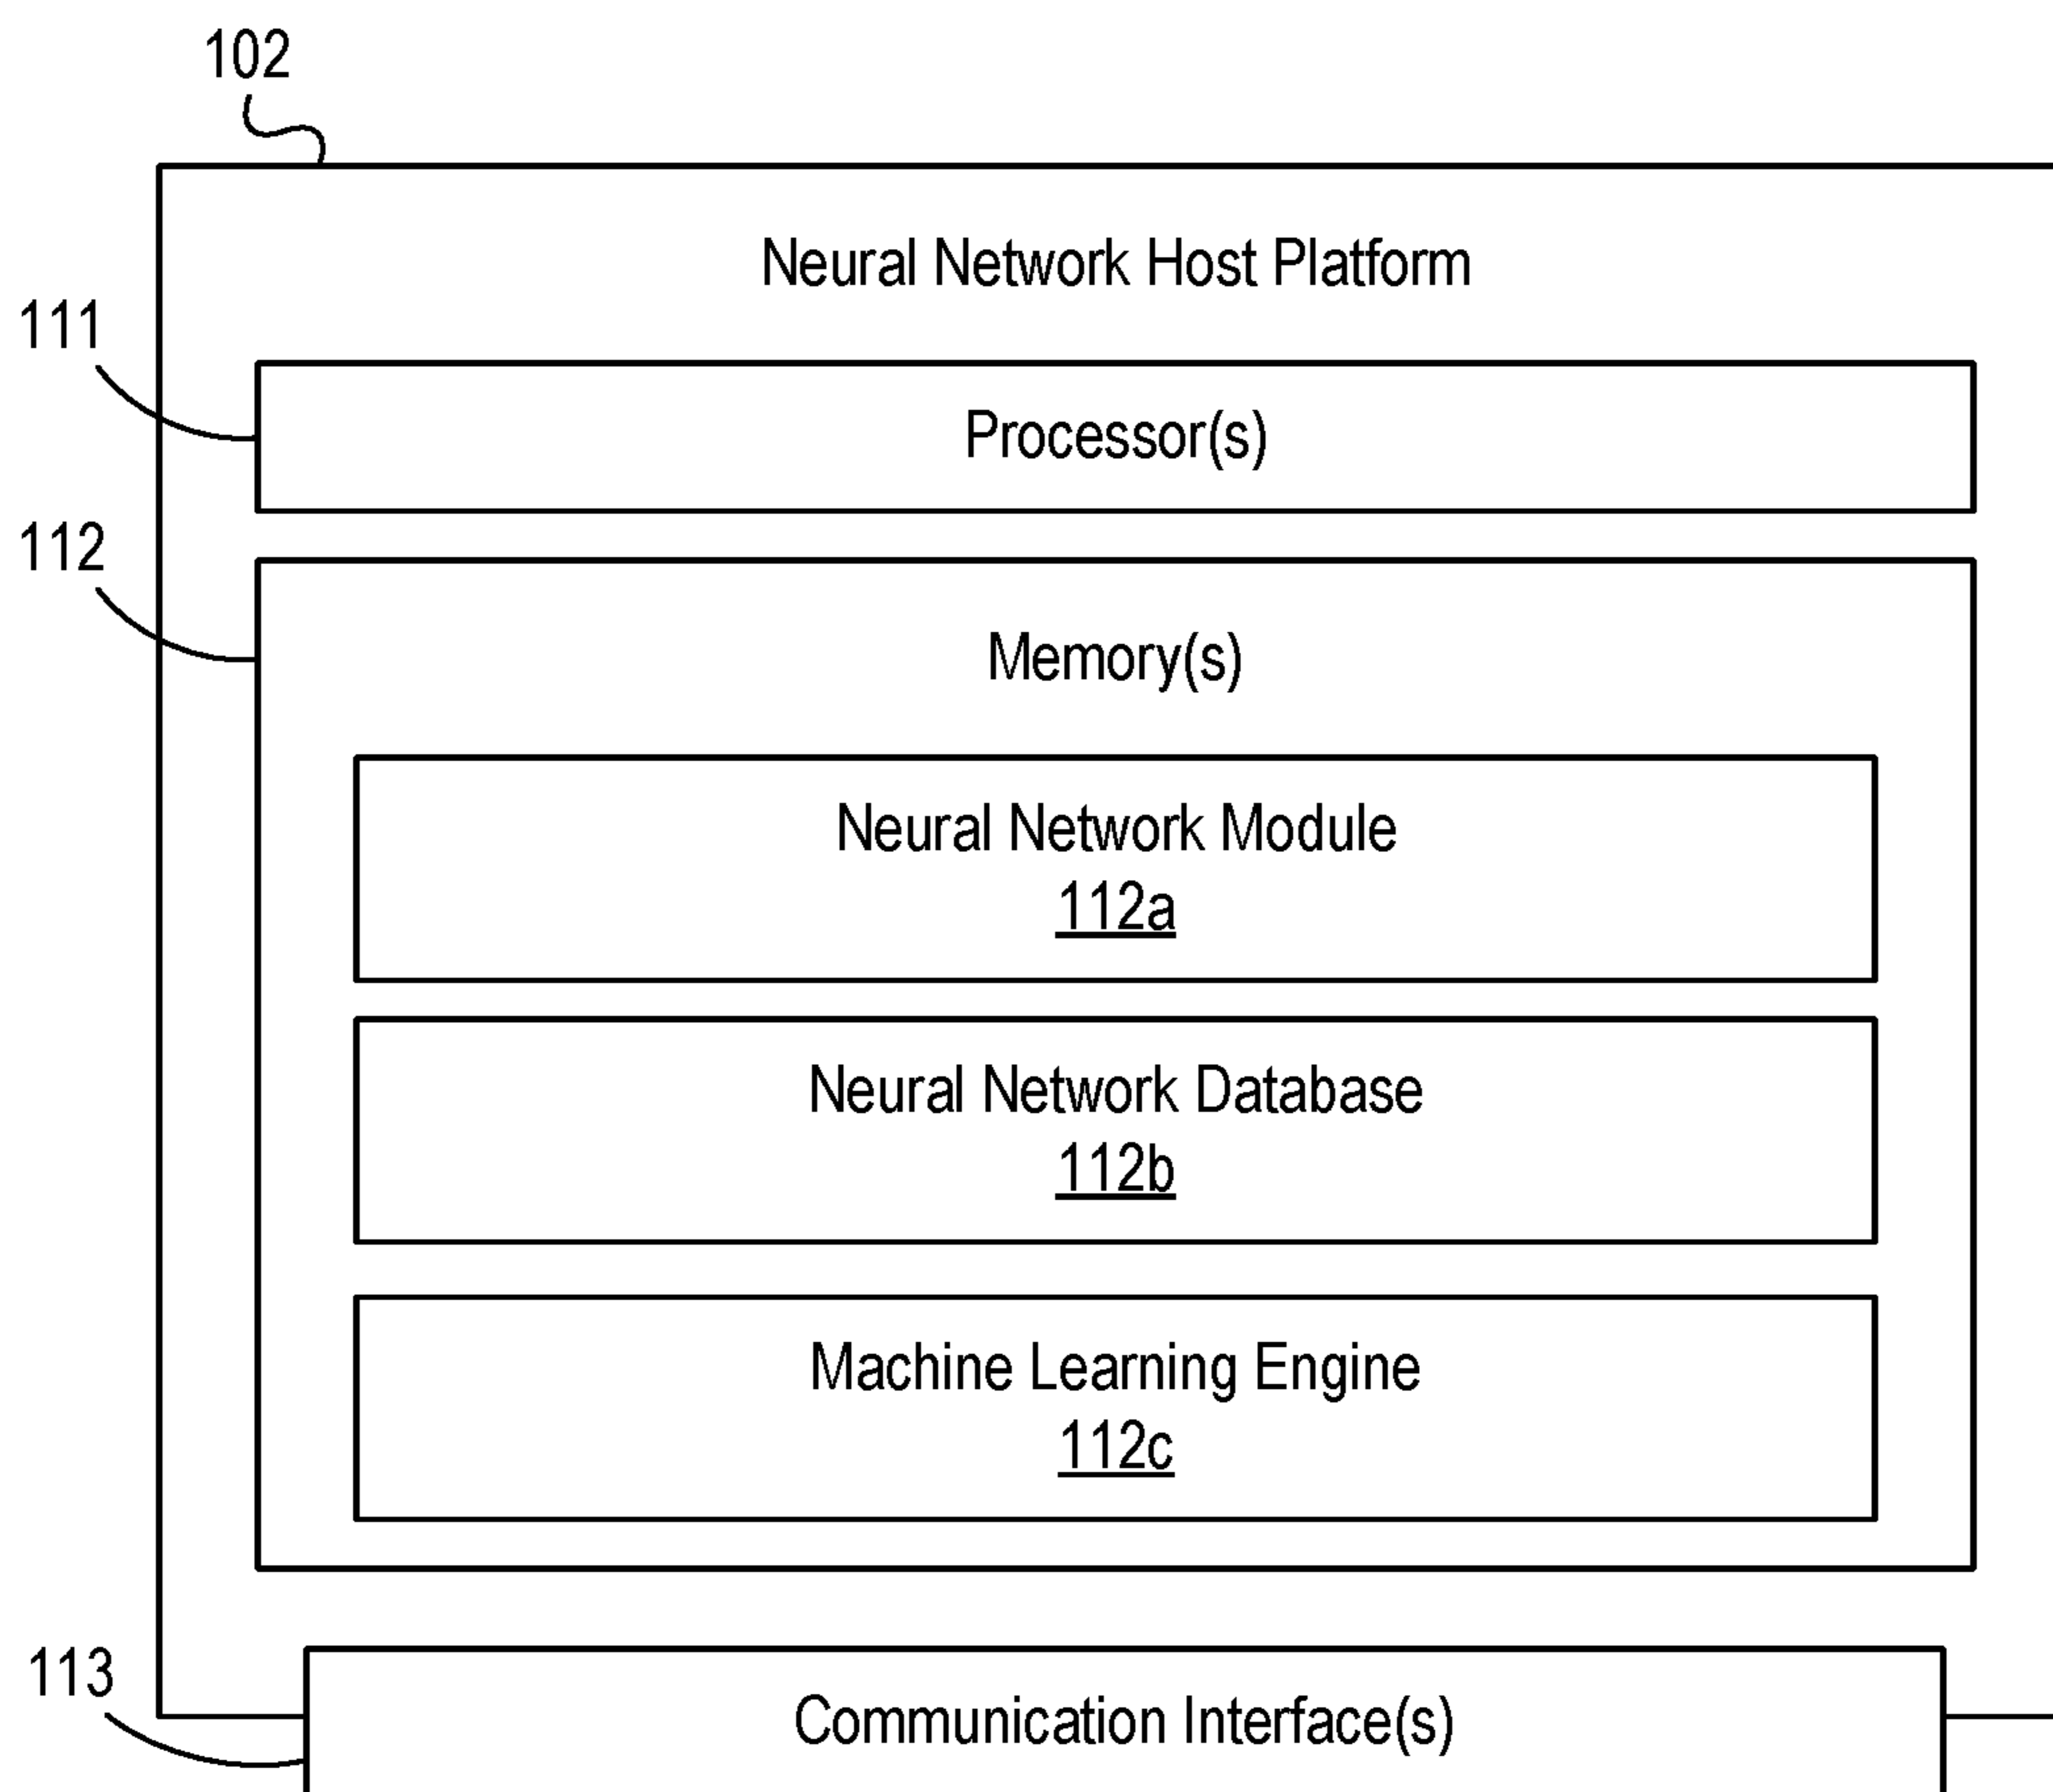 102
Neural Network Host Platform
111
Processor(s)
112
Memory(s)
Neural Network Module
112a
Neural Network Database
112b
Machine Learning Engine
112c
113
Communication Interface(s)